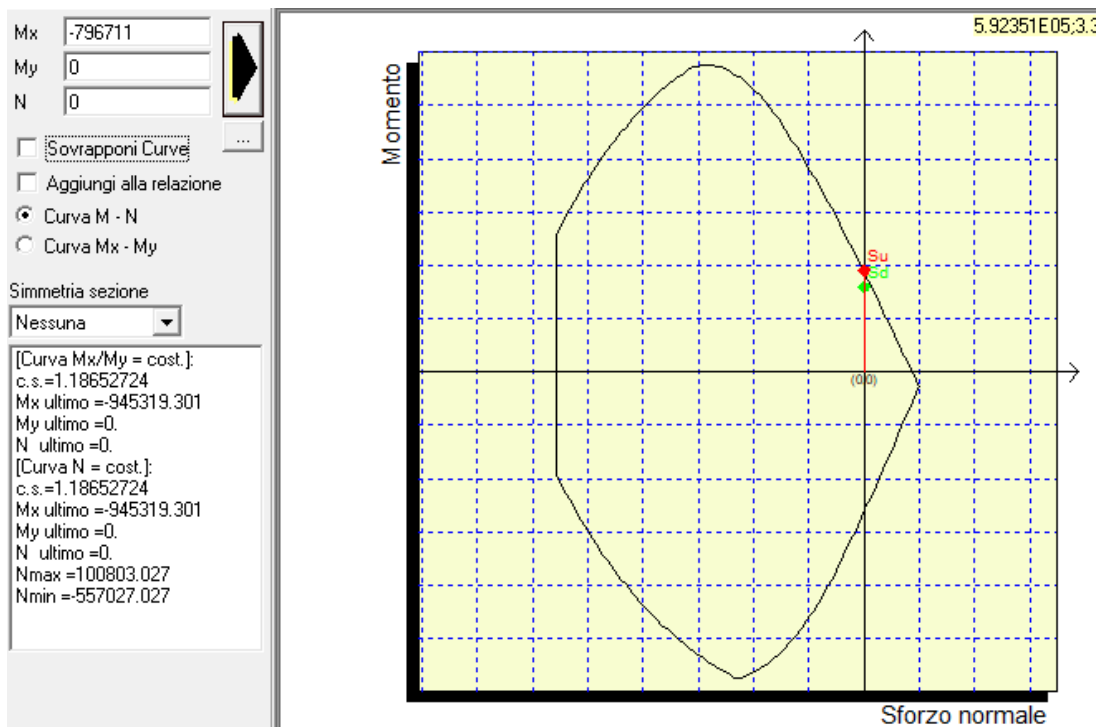 Mx -796711
My 0
N 0
...
Sovrapponi Curve
Aggiungi alla relazione
Curva M - N
Curva Mx - My
Simmetria sezione
Nessuna
[Curva Mx/My = cost.]:
c.s.=1.18652724
Mx ultimo =-945319.301
My ultimo =0.
N ultimo =0.
[Curva N = cost.]:
c.s.=1.18652724
Mx ultimo =-945319.301
My ultimo =0.
N ultimo =0.
Nmax =100803.027
Nmin =-557027.027
5.92351E05;3.3
Momento
Su
Sd
(0;0)
Sforzo normale